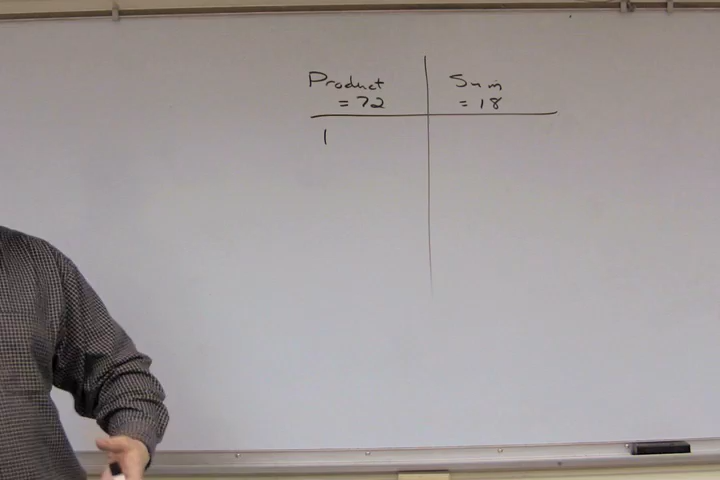 Product
= 72
Sum
= 18
1